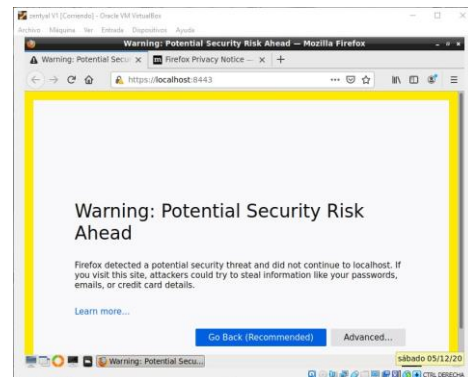 zentyal V1 [Corriendo] - Oracle VM VirtualBox
Archivo Máquina Ver Entrada Dispositivos Ayuda
Warning: Potential Security Risk Ahead — Mozilla Firefox
Warning: Potential Secur × Firefox Privacy Notice — × +
https://localhost:8443
Warning: Potential Security Risk
Ahead
Firefox detected a potential security threat and did not continue to localhost. If
you visit this site, attackers could try to steal information like your passwords,
emails, or credit card details.
Learn more…
Go Back (Recommended) Advanced…
Warning: Potential Secu... sábado 05/12/20
CTRL DERECHA